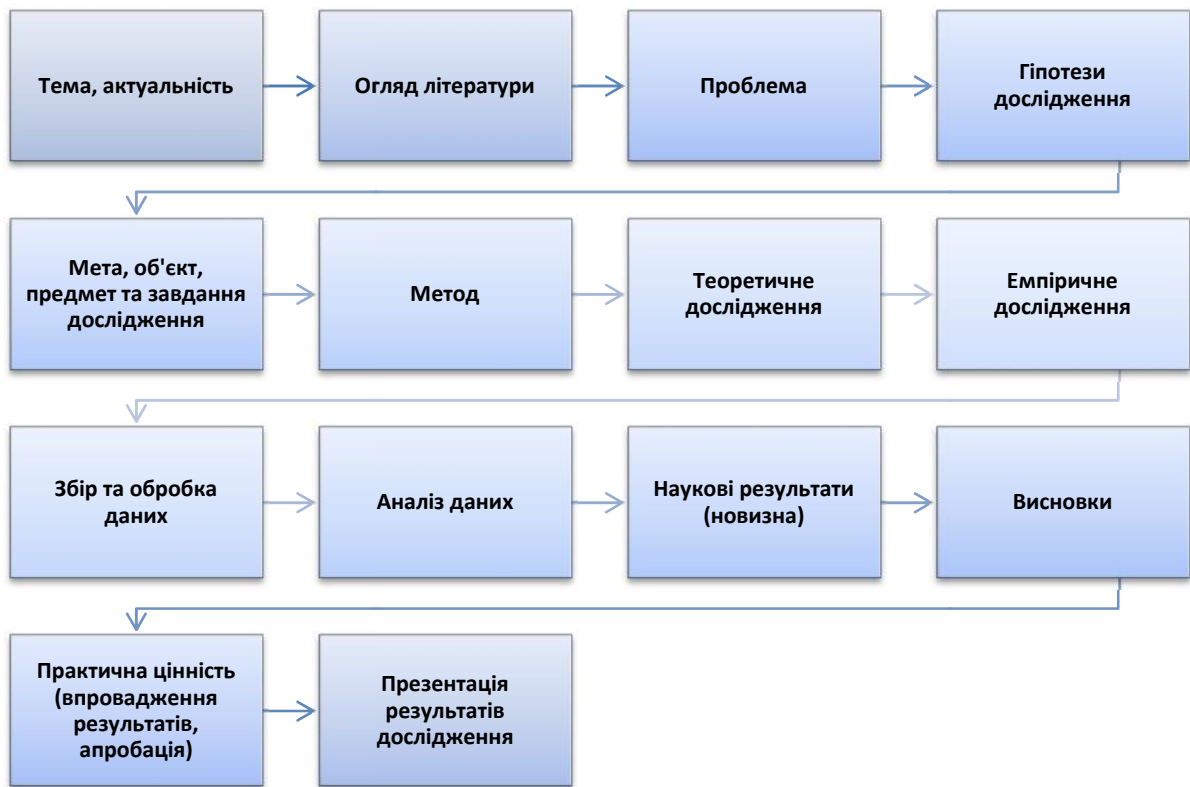 Тема, актуальність
Огляд літератури
Проблема
Гіпотези
дослідження
Мета, об'єкт,
предмет та завдання
дослідження
Метод
Теоретичне
дослідження
Емпіричне
дослідження
Збір та обробка
даних
Аналіз даних
Наукові результати
(новизна)
Висновки
Практична цінність
(впровадження
результатів,
апробація)
Презентація
результатів
дослідження